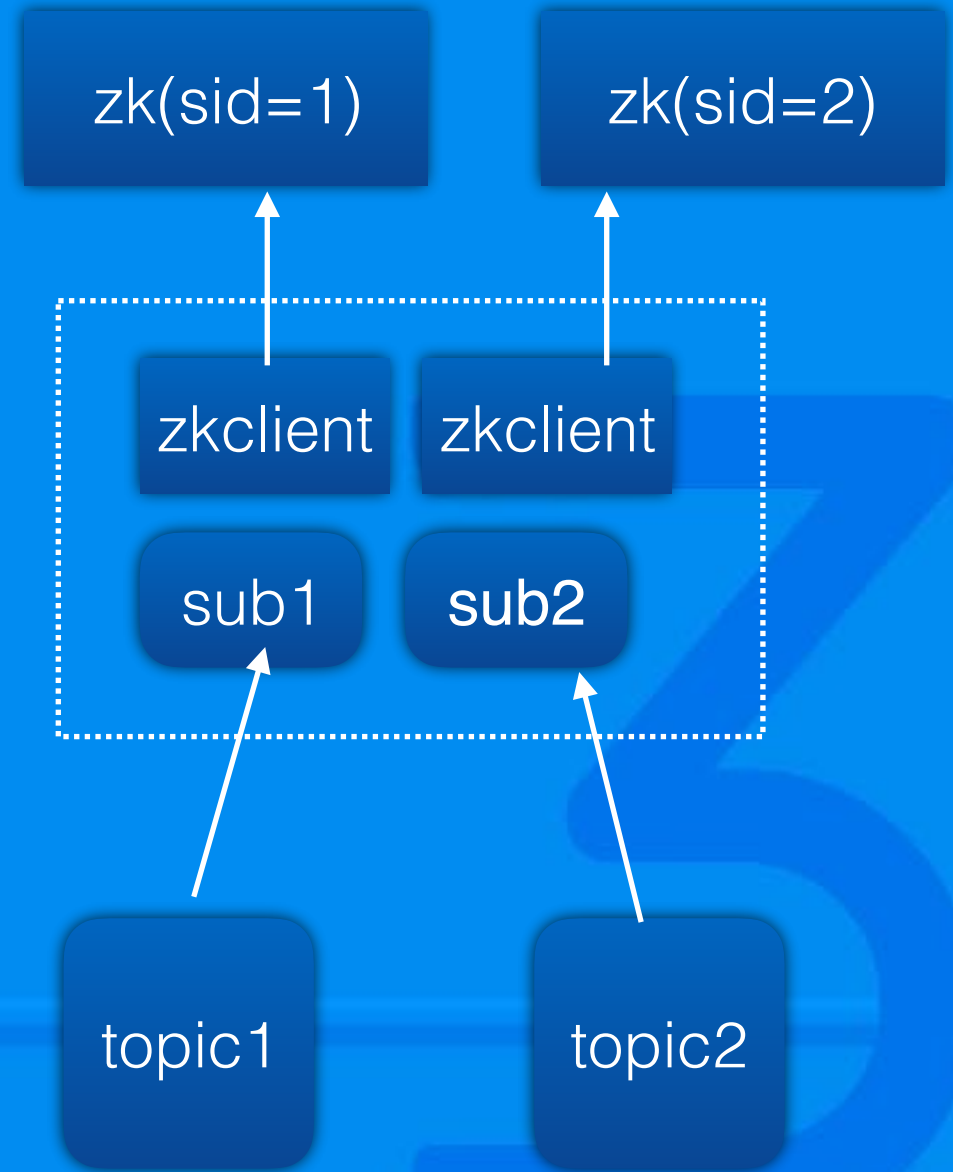 zk(sid=1)
zk(sid=2)
zkclient
zkclient
sub1
sub2
topic1
topic2